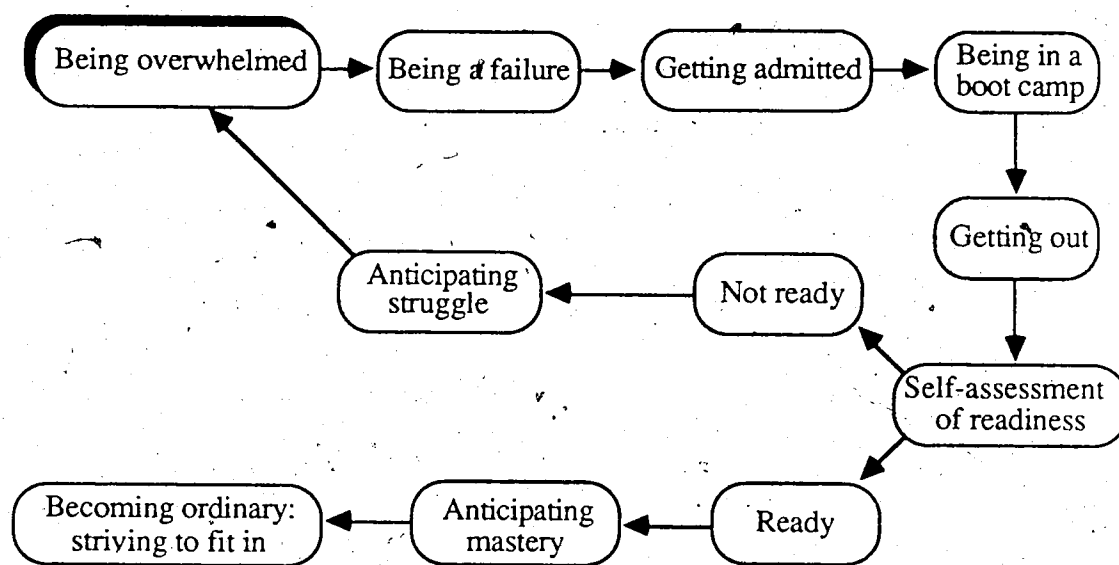 Being overwhelmed
Being a failure
Getting admitted
Being in a
boot camp
Getting out
Anticipating
struggle
Not ready
Self-assessment
of readiness
Becoming ordinary:
striving to fit in
Anticipating
mastery
Ready